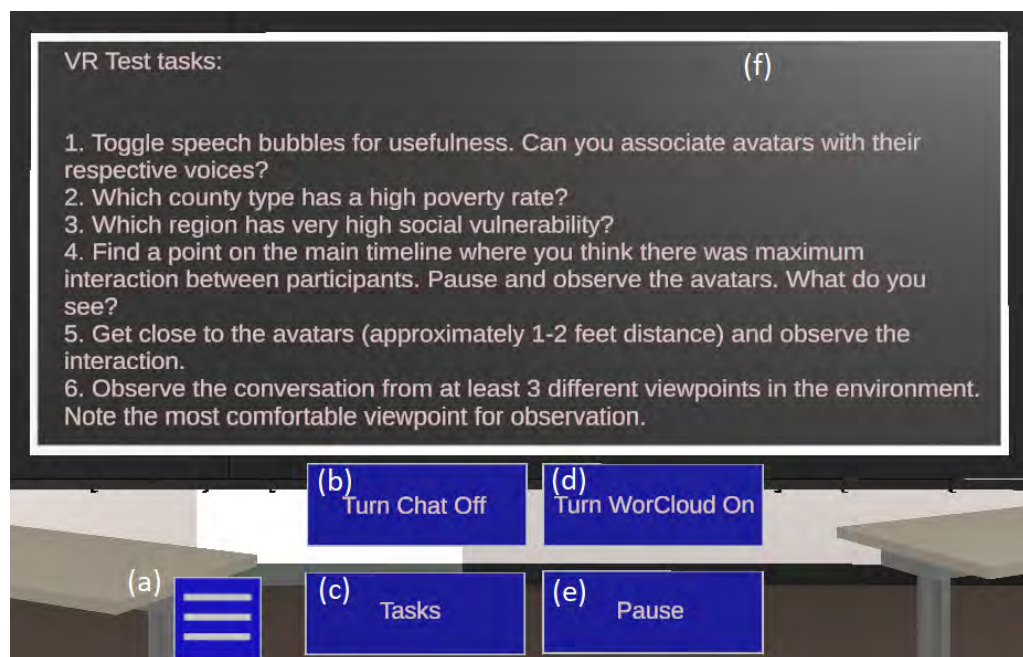 VR Test tasks:
(f)
1. Toggle speech bubbles for usefulness. Can you associate avatars with their
respective voices?
2. Which county type has a high poverty rate?
3. Which region has very high social vulnerability?
4. Find a point on the main timeline where you think there was maximum
interaction between participants. Pause and observe the avatars. What do you
see?
5. Get close to the avatars (approximately 1-2 feet distance) and observe the
interaction.
6. Observe the conversation from at least 3 different viewpoints in the environment.
Note the most comfortable viewpoint for observation.
(b)
Turn Chat Off
(d)
Turn WorCloud On
(a)
(c)
Tasks
(e)
Pause